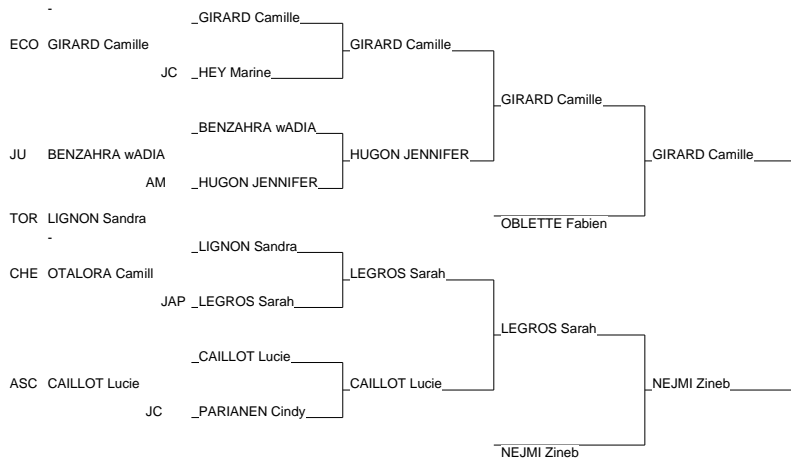 -
_GIRARD Camille
ECO GIRARD Camille
GIRARD Camille
JC _HEY Marine
GIRARD Camille
_BENZAHRA wADIA
JU BENZAHRA wADIA
HUGON JENNIFER
GIRARD Camille
AM _HUGON JENNIFER
TOR LIGNON Sandra
OBLETTE Fabien
-
_LIGNON Sandra
CHE OTALORA Camill
LEGROS Sarah
JAP _LEGROS Sarah
LEGROS Sarah
_CAILLOT Lucie
ASC CAILLOT Lucie
CAILLOT Lucie
NEJMI Zineb
JC _PARIANEN Cindy
NEJMI Zineb